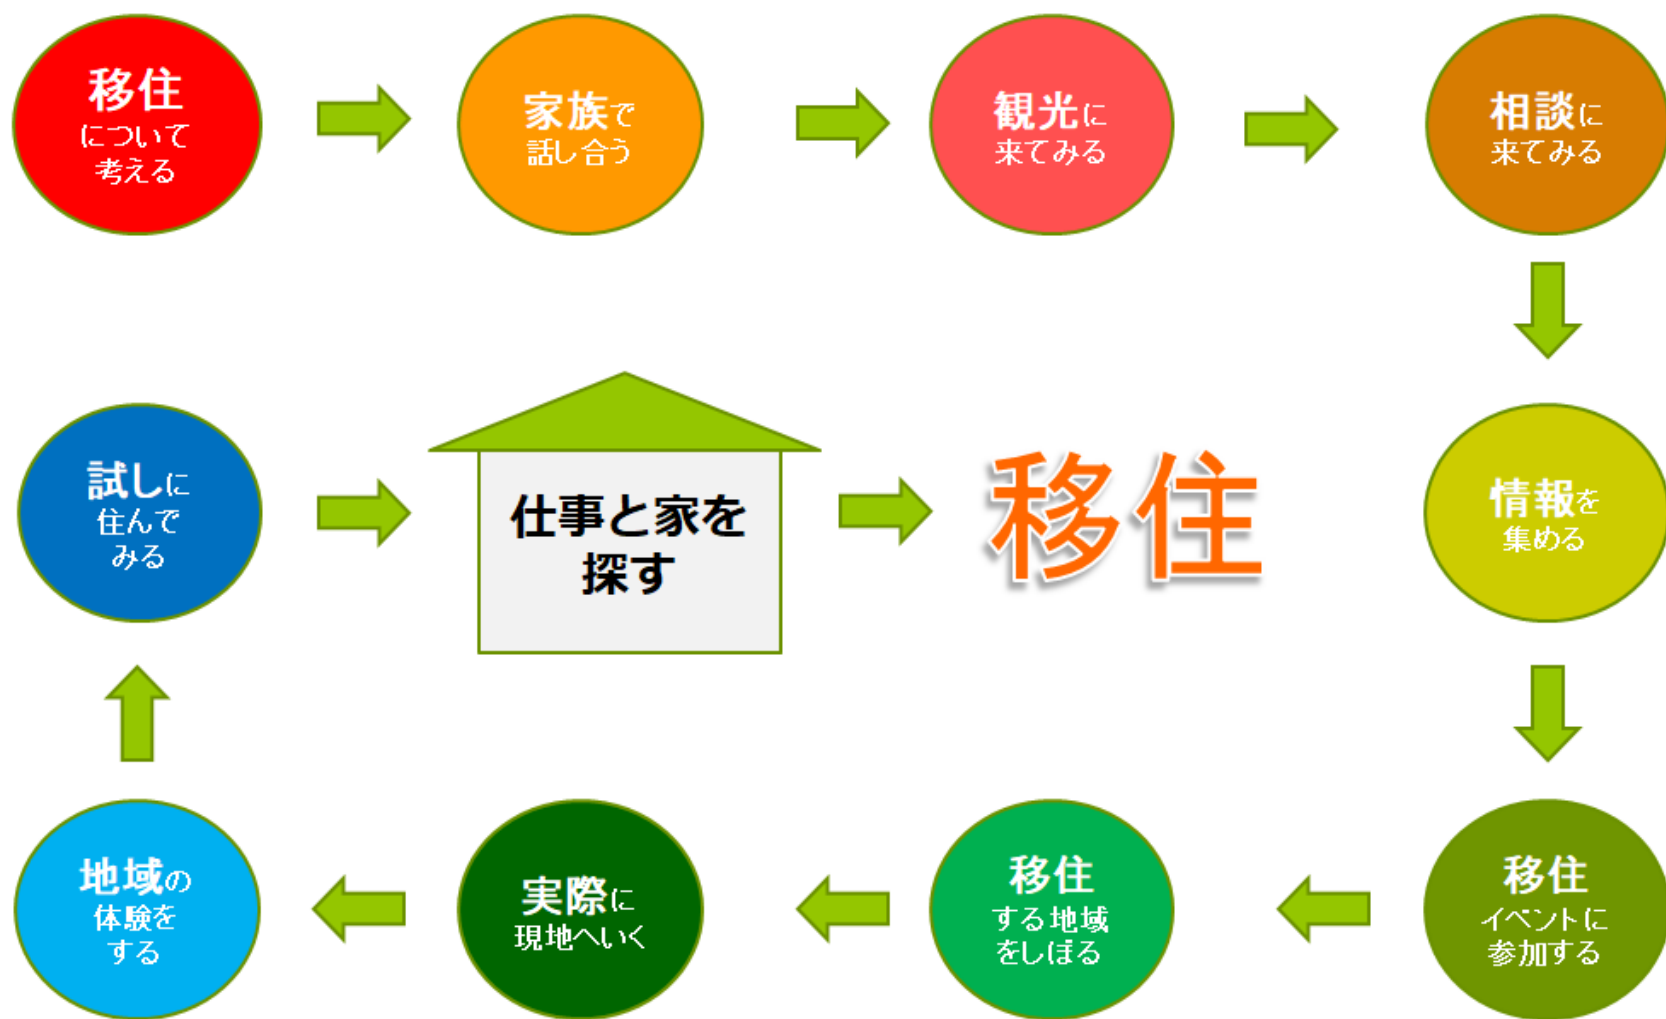 移住
について
考える
家族で
話し合う
観光に
来てみる
相談に
来てみる
情報を
集める
移住
イベントに
参加する
移住
する地域
をしぼる
実際に
現地へいく
地域の
体験を
する
試しに
住んで
みる
仕事と家を
探す
移住